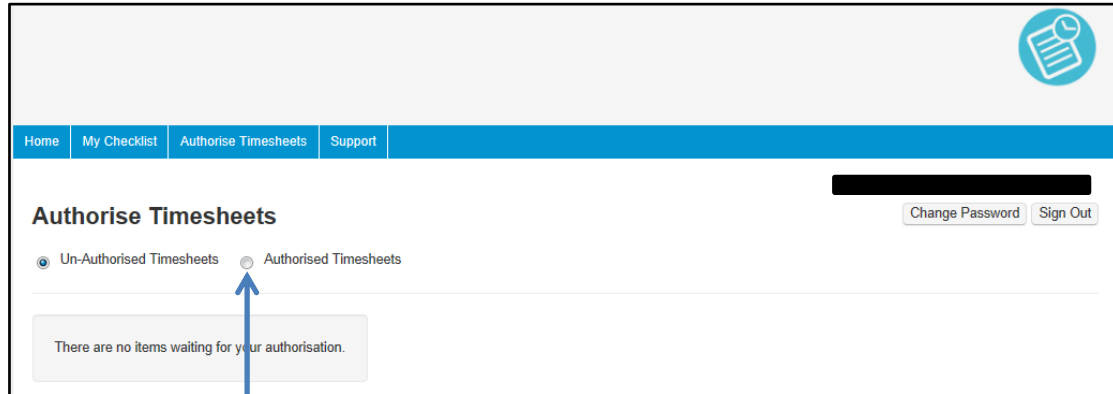 Home My Checklist Authorise Timesheets Support
Authorise Timesheets
Change Password Sign Out
Un-Authorised Timesheets Authorised Timesheets
There are no items waiting for your authorisation.